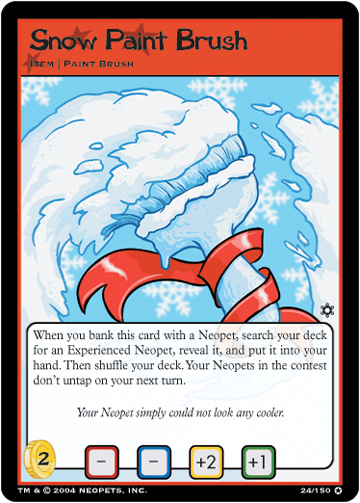 Snow Paint Brush
Item | Paint Brush
When you bank this card with a Neopet, search your deck
for an Experienced Neopet, reveal it, and put it into your
hand. Then shuffle your deck. Your Neopets in the contest
don't untap on your next turn.
Your Neopet simply could not look any cooler.
2
–
–
+2
+1
TM & © 2004 NEOPETS, INC.
24/150